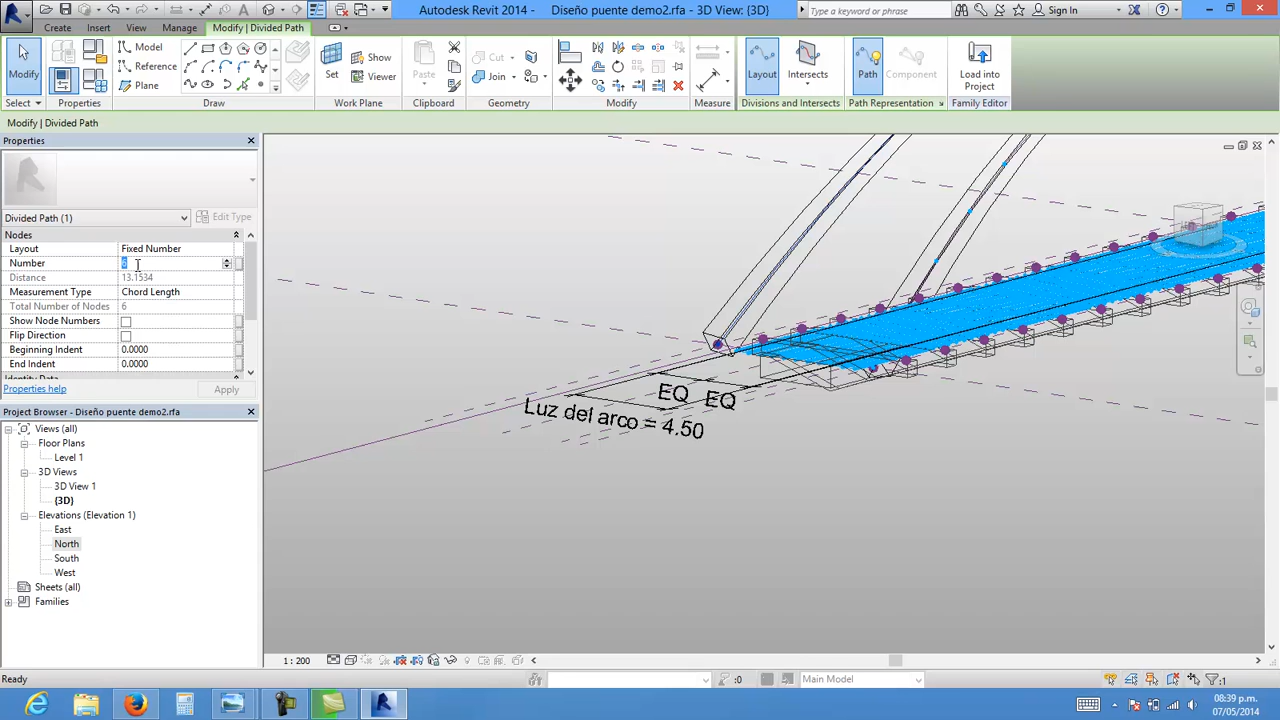 Autodesk Revit 2014 - Diseño puente demo2.rfa - 3D View: {3D}
Type a keyword or phrase
Sign In
Create Insert View Manage Modify | Divided Path
Modify
Model
Reference
Plane
Set
Show
Viewer
Paste
Cut
Join
Layout
Intersects
Path
Component
Load into
Project
Select Properties Draw Work Plane Clipboard Geometry Modify Measure Divisions and Intersects Path Representation Family Editor
Modify | Divided Path
Properties
Divided Path (1) Edit Type
Nodes
Layout Fixed Number
Number 6
Distance 13.1534
Measurement Type Chord Length
Total Number of Nodes 6
Show Node Numbers
Flip Direction
Beginning Indent 0.0000
End Indent 0.0000
Properties help Apply
Project Browser - Diseño puente demo2.rfa
Views (all)
Floor Plans
Level 1
3D Views
3D View 1
{3D}
Elevations (Elevation 1)
East
North
South
West
Sheets (all)
Families
EQ EQ
Luz del arco = 4.50
1 : 200
Ready
:0
Main Model
:1
08:39 p.m.
07/05/2014